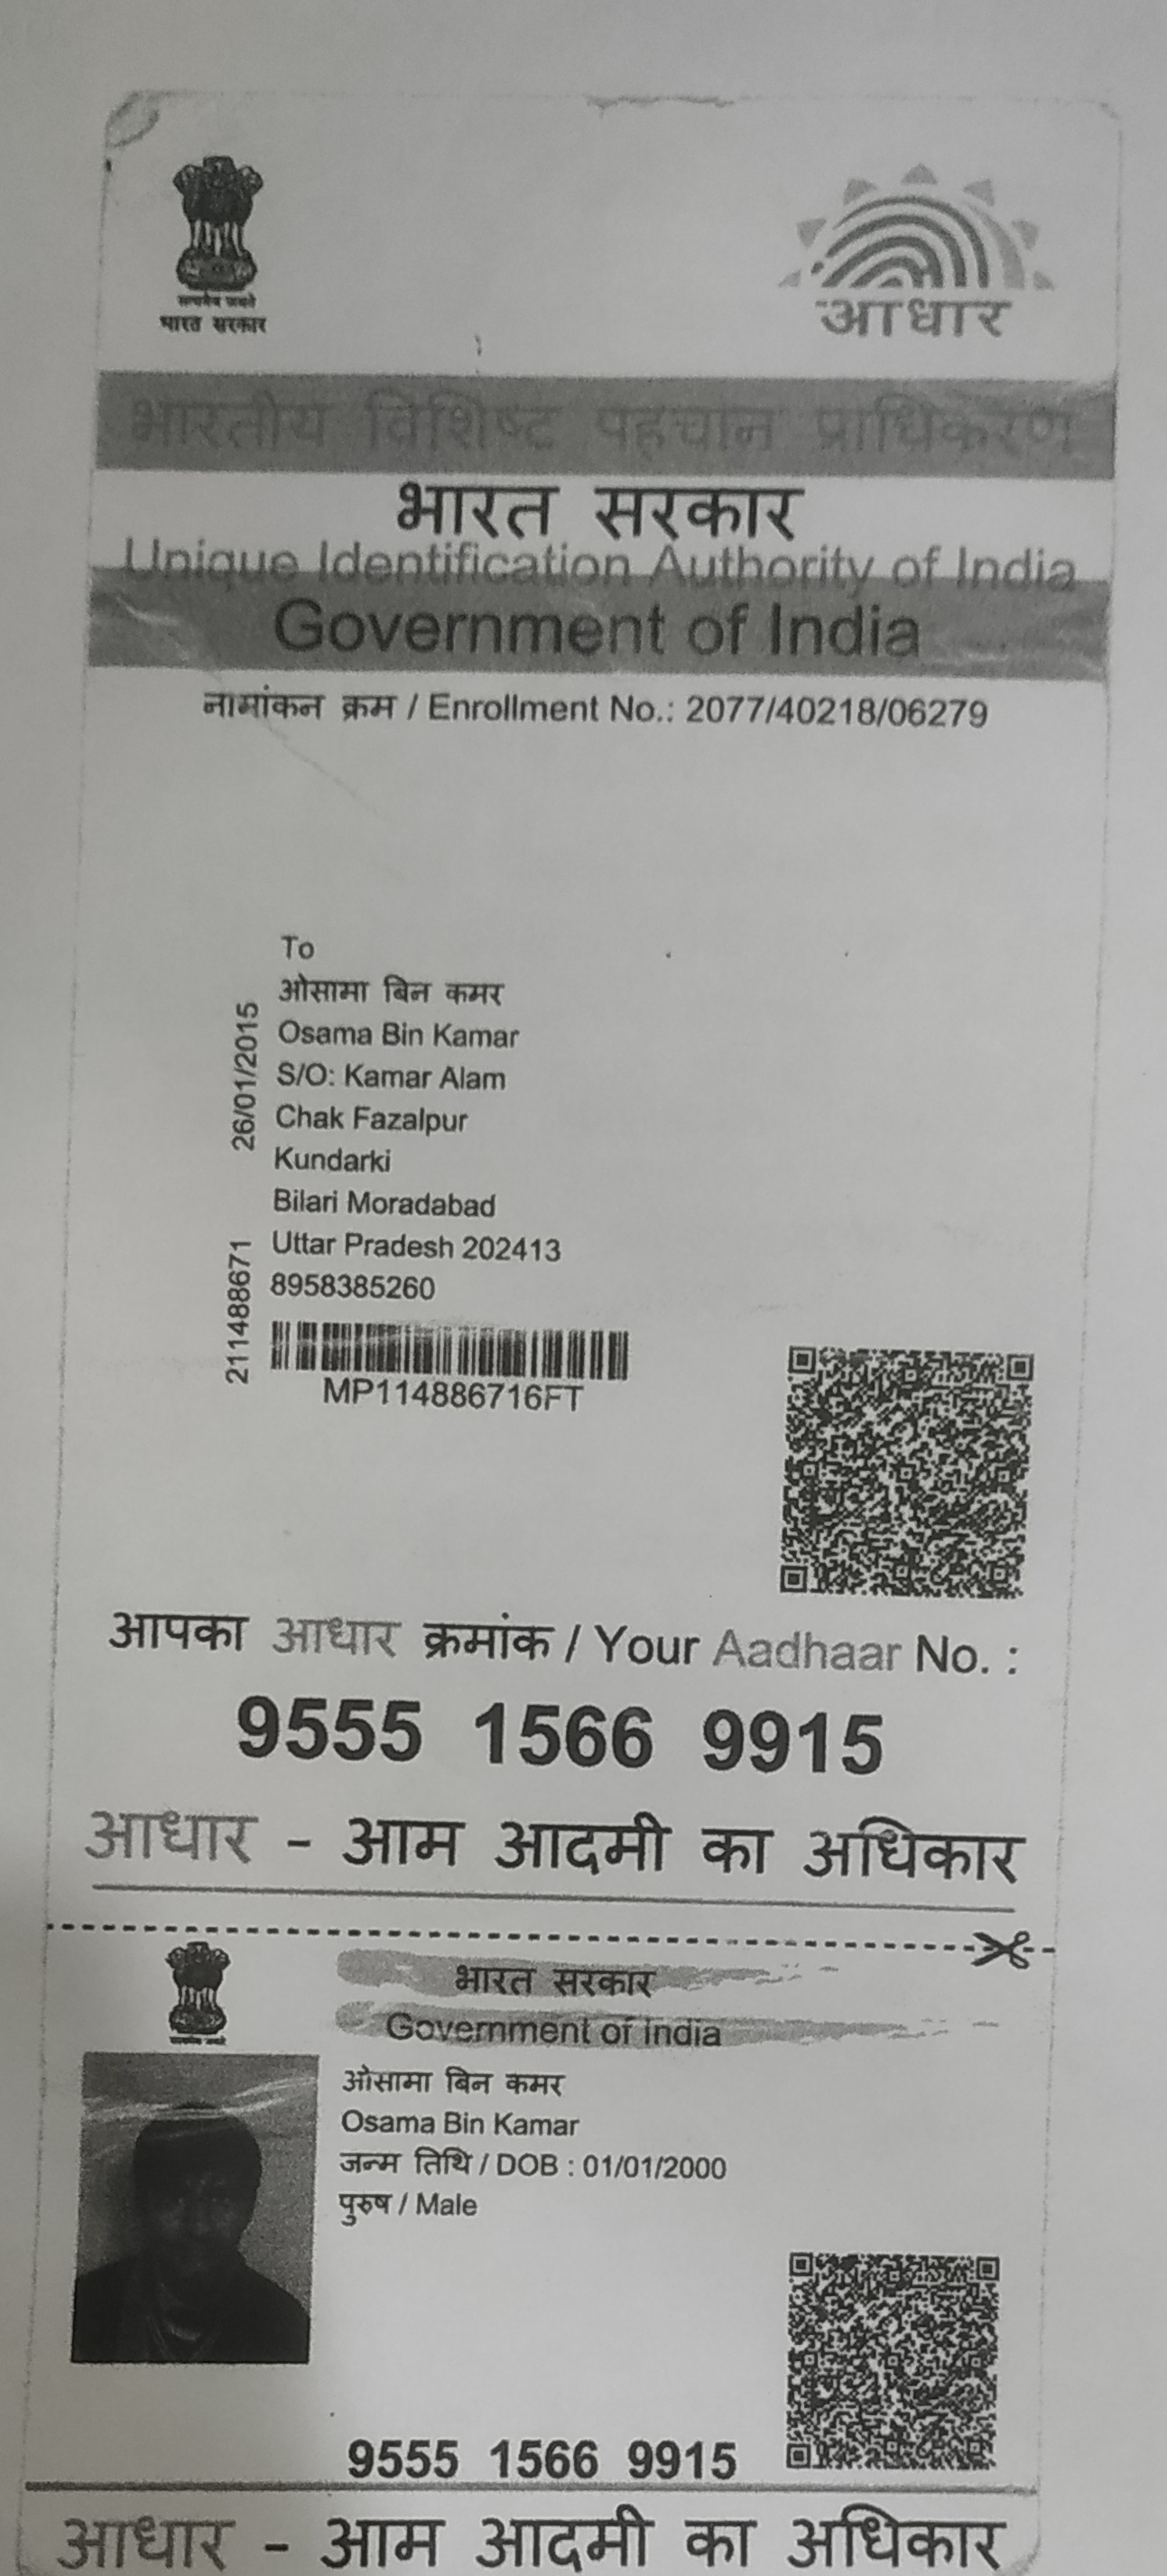 सत्यमेव जयते
भारत सरकार
आधार
भारतीय विशिष्ट पहचान प्राधिकरण
भारत सरकार
Unique Identification Authority of India
Government of India
नामांकन क्रम / Enrollment No.: 2077/40218/06279
To
ओसामा बिन कमर
Osama Bin Kamar
S/O: Kamar Alam
Chak Fazalpur
Kundarki
Bilari Moradabad
Uttar Pradesh 202413
8958385260
26/01/2015
211488671
MP114886716FT
आपका आधार क्रमांक / Your Aadhaar No. :
9555 1566 9915
आधार - आम आदमी का अधिकार
भारत सरकार
Government of India
ओसामा बिन कमर
Osama Bin Kamar
जन्म तिथि / DOB : 01/01/2000
पुरुष / Male
9555 1566 9915
आधार - आम आदमी का अधिकार